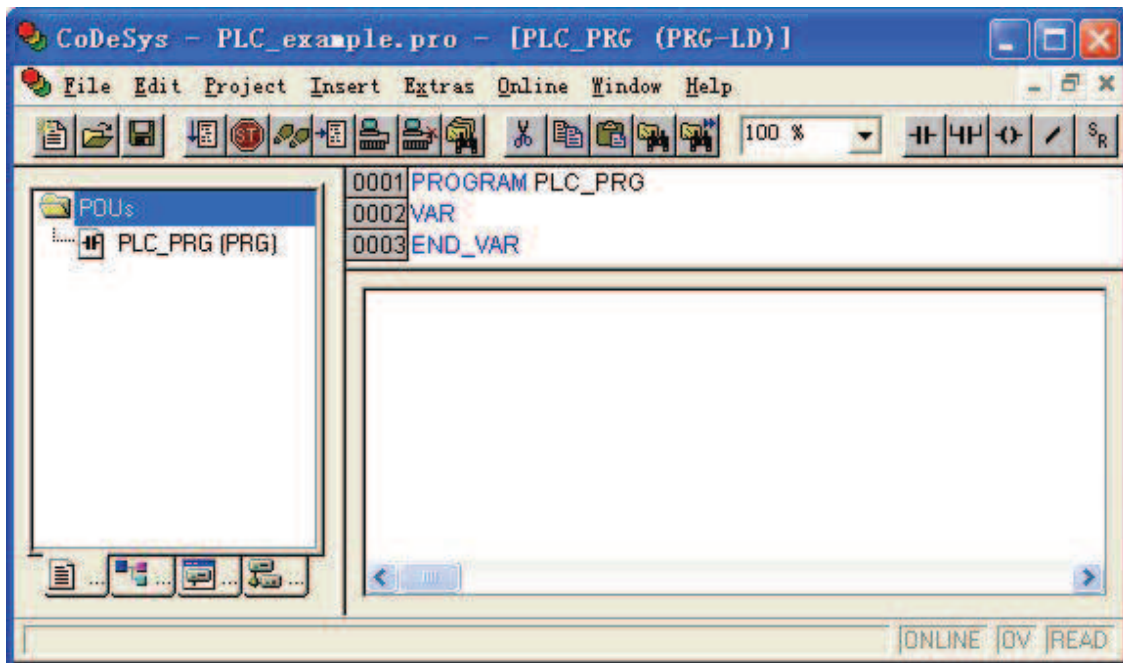 CoDeSys - PLC_example.pro - [PLC_PRG (PRG-LD)]
File Edit Project Insert Extras Online Window Help
ST
100 %
S
R
POUs
PLC_PRG (PRG)
0001 PROGRAM PLC_PRG
0002 VAR
0003 END_VAR
... ... ... ...
ONLINE OV READ